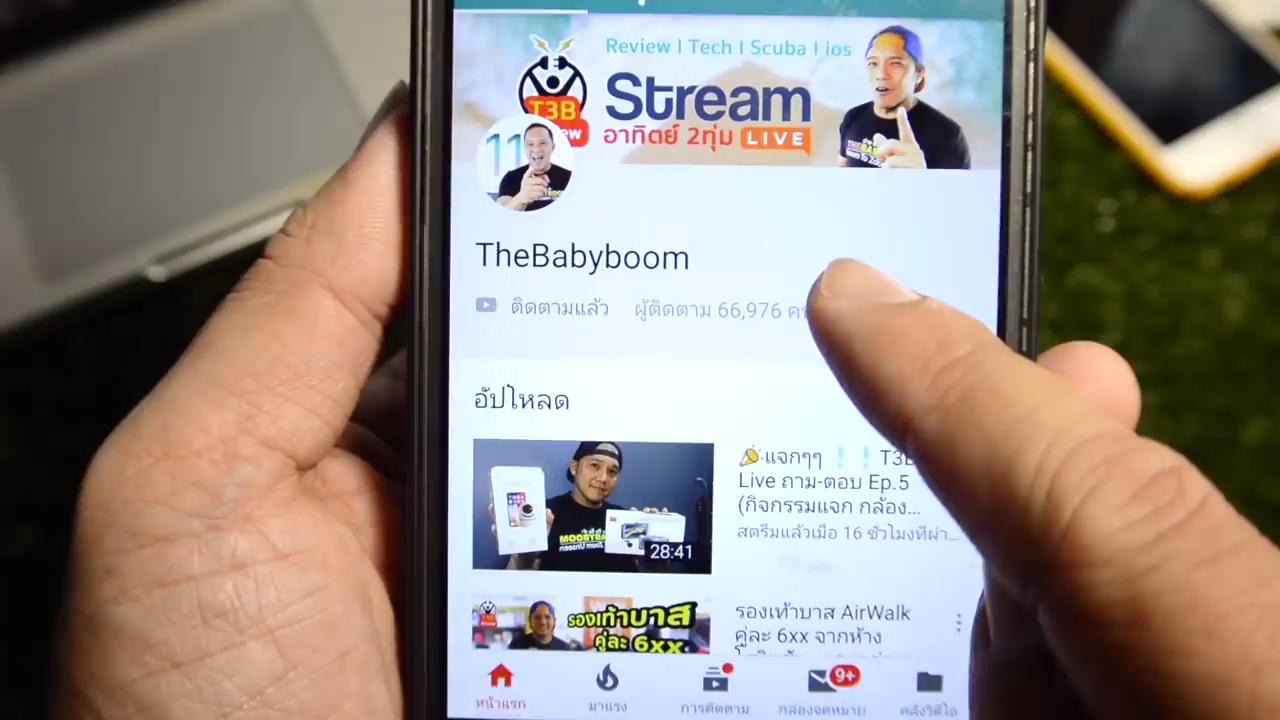 Review | Tech | Scuba | ios
T3B
Stream
อาทิตย์ 2ทุ่ม LIVE
11
TheBabyboom
ติดตามแล้ว ผู้ติดตาม 66,976
อัปโหลด
แจกๆๆ
Live ถาม-ตอบ Ep.5
(กิจกรรมแจก กล้อง...
สตรีมแล้วเมื่อ 16 ชั่วโมงที่ผ่า...
28:41
รองเท้าบาส
คู่ละ 6xx
รองเท้าบาส AirWalk
คู่ละ 6xx จากห้าง
9+
หน้าแรก
มาแรง
การติดตาม
กล่องจดหมาย
คลังวิดีโอ